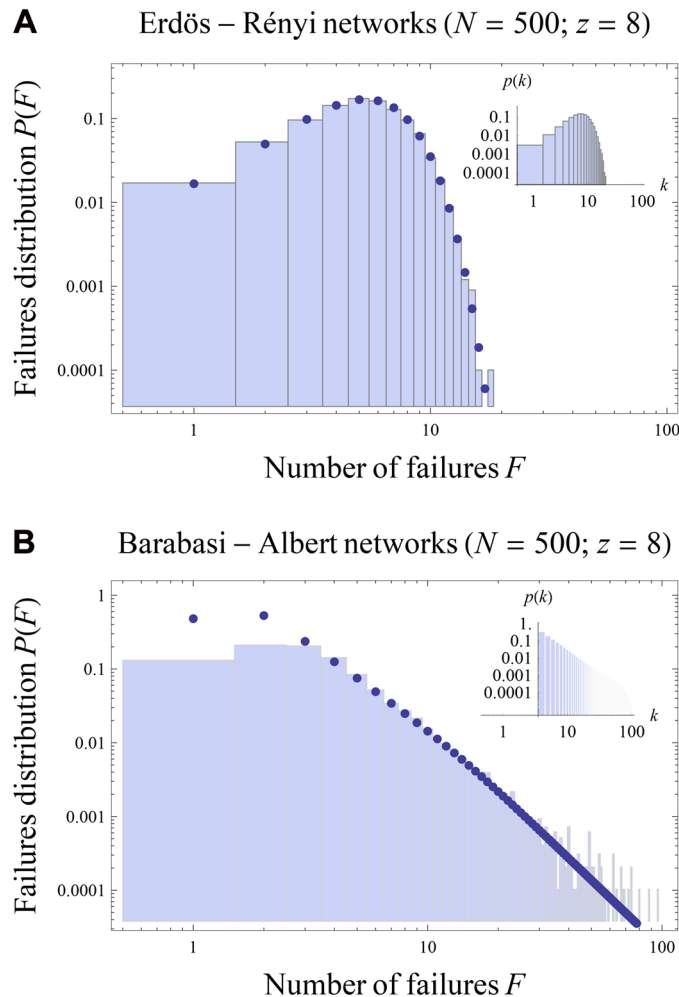 A
Erdös – Rényi networks (N = 500; z = 8)
Failures distribution P(F)
0.1
0.01
0.001
0.0001
1
10
100
Number of failures F
p(k)
0.1
0.01
0.001
0.0001
1
10
100
k
B
Barabasi – Albert networks (N = 500; z = 8)
Failures distribution P(F)
1
0.1
0.01
0.001
0.0001
1
10
100
Number of failures F
p(k)
1.
0.1
0.01
0.001
0.0001
1
10
100
k